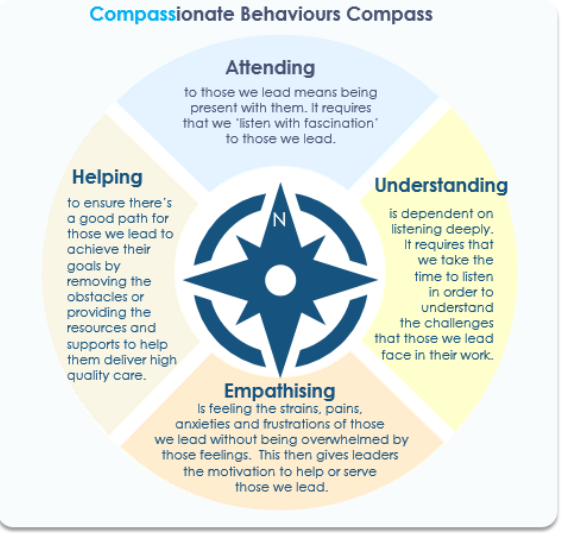 Compassionate Behaviours Compass
Attending
to those we lead means being
present with them. It requires
that we ‘listen with fascination’
to those we lead.
Understanding
is dependent on
listening deeply.
It requires that
we take the
time to listen
in order to
understand
the challenges
that those we lead
face in their work.
Empathising
Is feeling the strains, pains,
anxieties and frustrations of those
we lead without being overwhelmed by
those feelings. This then gives leaders
the motivation to help or serve
those we lead.
Helping
to ensure there’s
a good path for
those we lead to
achieve their
goals by
removing the
obstacles or
providing the
resources and
supports to help
them deliver high
quality care.
N